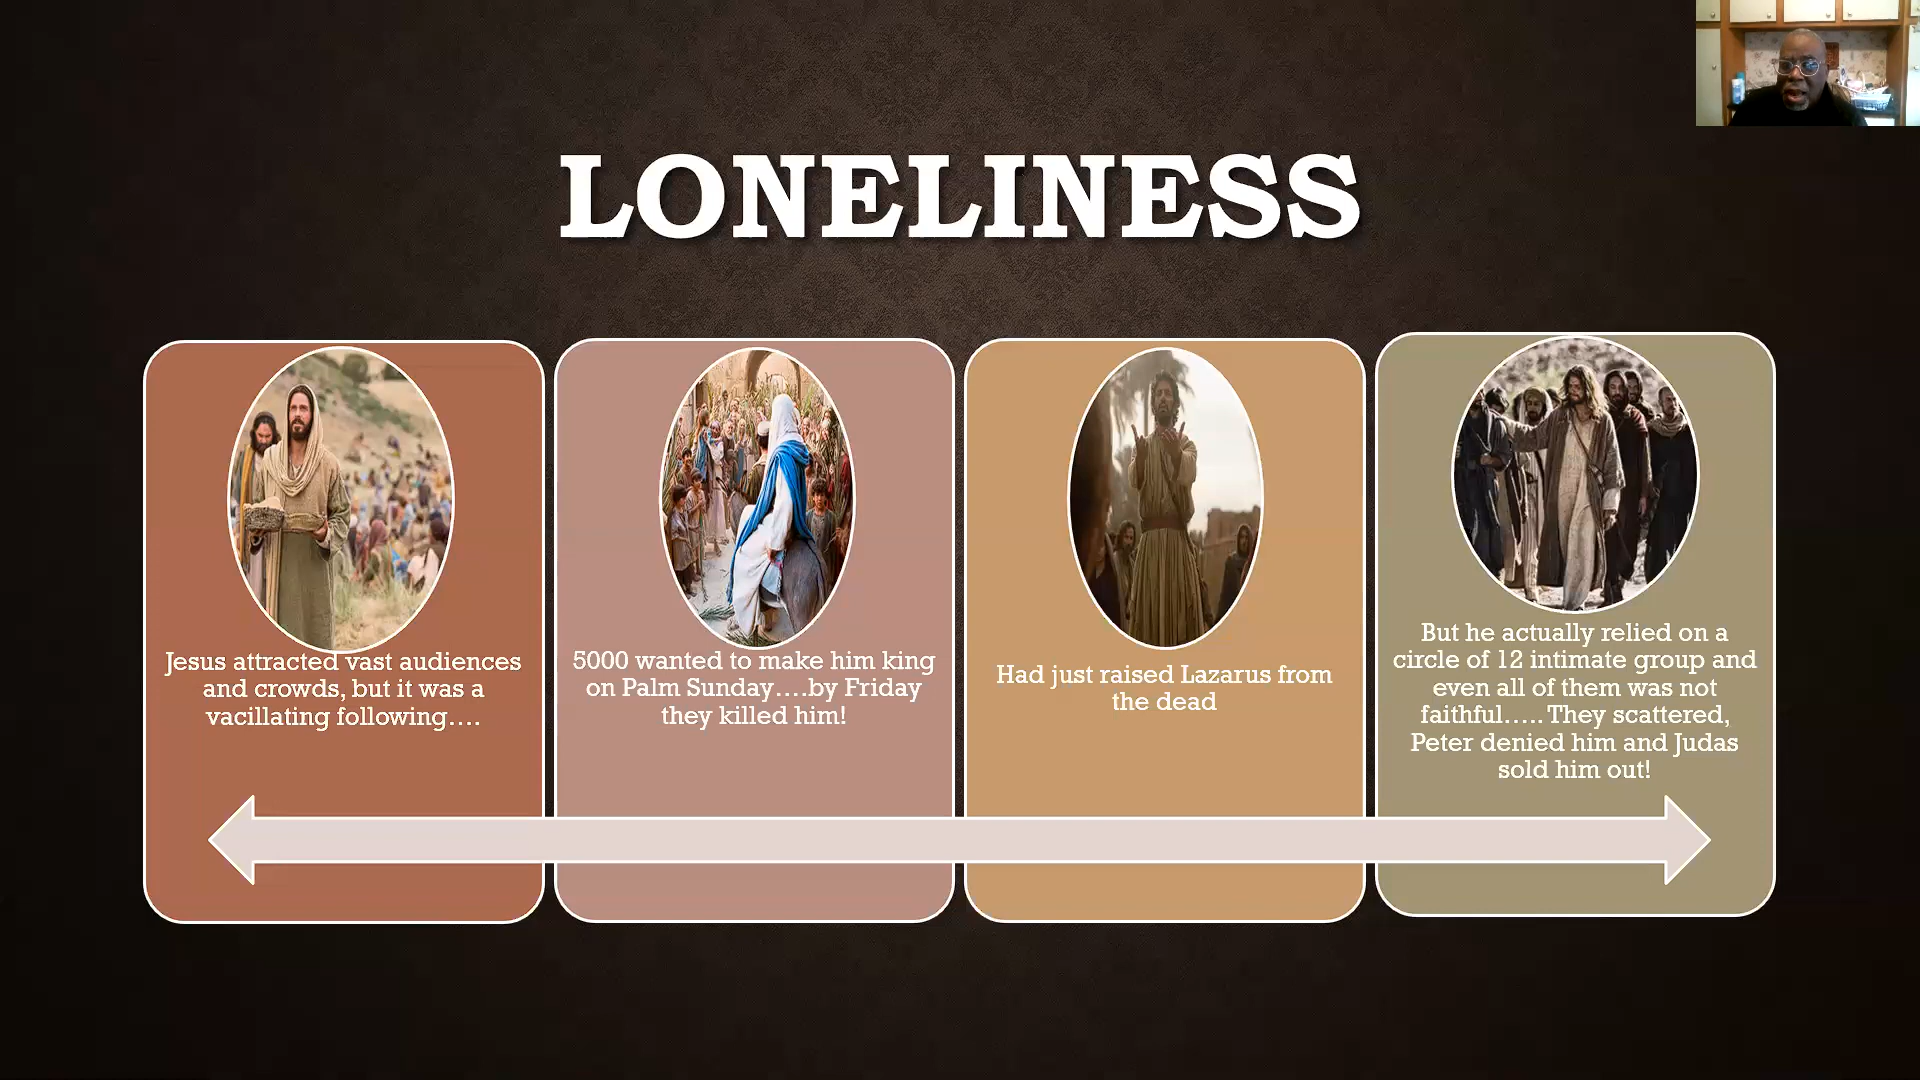 LONELINESS
Jesus attracted vast audiences
and crowds, but it was a
vacillating following....
5000 wanted to make him king
on Palm Sunday....by Friday
they killed him!
Had just raised Lazarus from
the dead
But he actually relied on a
circle of 12 intimate group and
even all of them was not
faithful..... They scattered,
Peter denied him and Judas
sold him out!